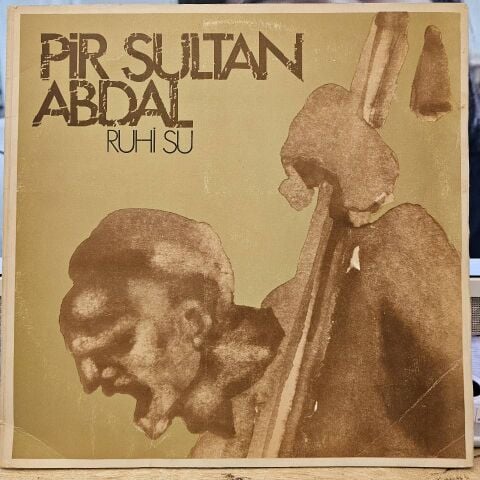 PİR SULTAN
ABDAL
RUHİ SU